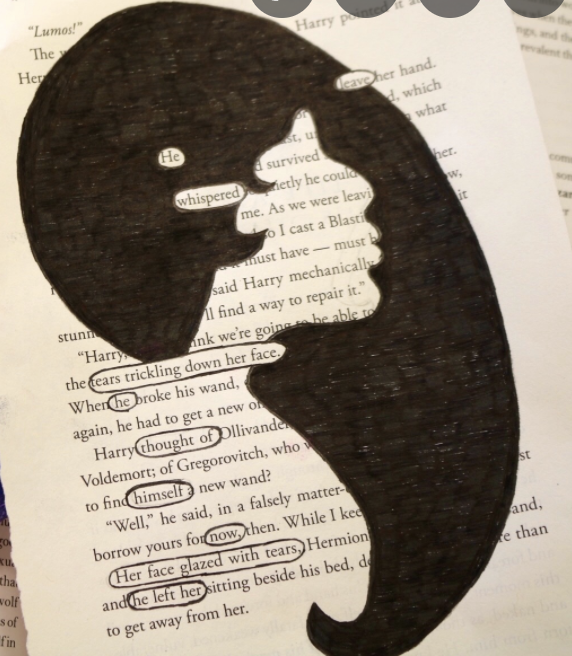 "Lumos!"
Harry pointed it a
The
Her
leave her hand.
which
what
He
survived
her.
whispered
quietly he could
me. As we were leavi
it
o I cast a Blasti
must have — must b
said Harry mechanically
ll find a way to repair it."
stunn
nk we're going to be able to
"Harry,
the tears trickling down her face.
When he broke his wand,
again, he had to get a new
Harry thought of Ollivander
Voldemort; of Gregorovitch, who
to find himself a new wand?
"Well," he said, in a falsely matter-
borrow yours for now, then. While I kee
and,
Her face glazed with tears, Hermion
e than
and he left her sitting beside his bed, d
to get away from her.